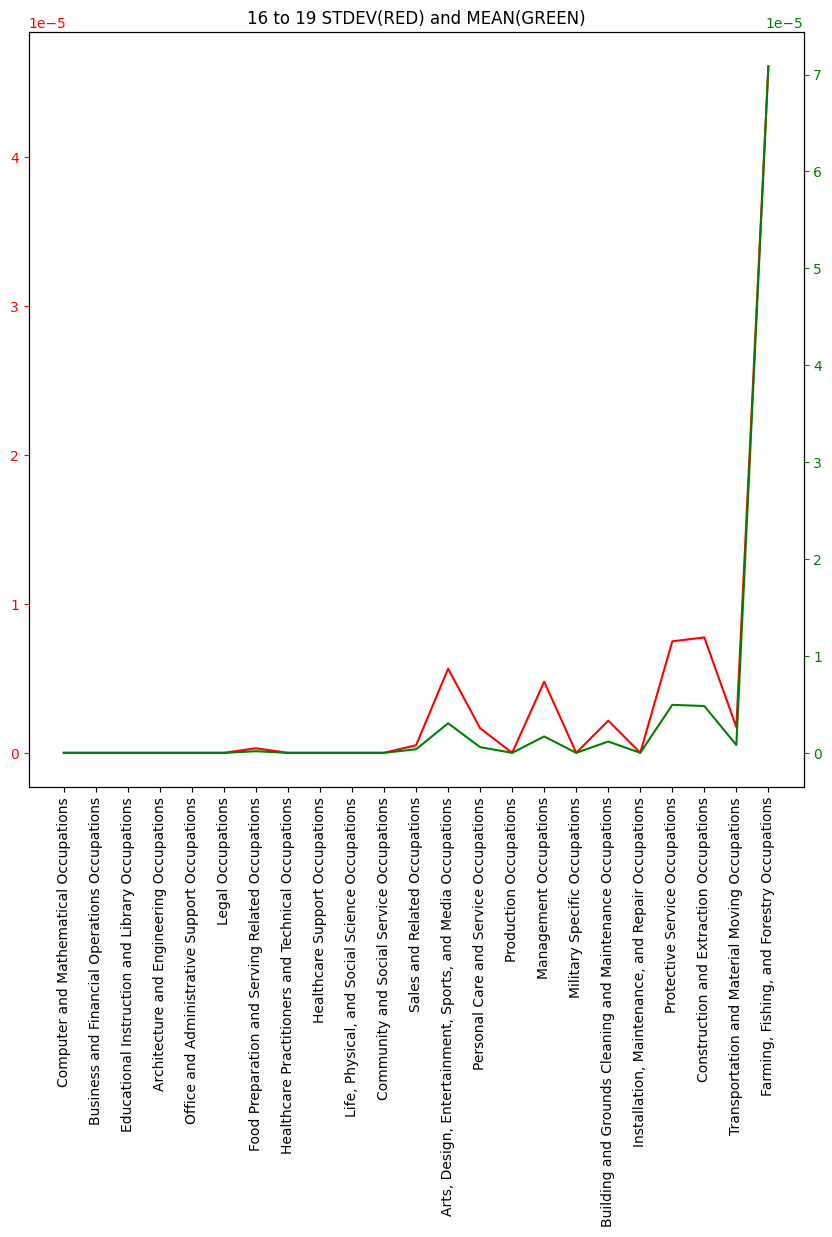 16 to 19 STDEV(RED) and MEAN(GREEN)
1e−5
1e−5
4
3
2
1
0
7
6
5
4
3
2
1
0
Computer and Mathematical Occupations
Business and Financial Operations Occupations
Educational Instruction and Library Occupations
Architecture and Engineering Occupations
Office and Administrative Support Occupations
Legal Occupations
Food Preparation and Serving Related Occupations
Healthcare Practitioners and Technical Occupations
Healthcare Support Occupations
Life, Physical, and Social Science Occupations
Community and Social Service Occupations
Sales and Related Occupations
Arts, Design, Entertainment, Sports, and Media Occupations
Personal Care and Service Occupations
Production Occupations
Management Occupations
Military Specific Occupations
Building and Grounds Cleaning and Maintenance Occupations
Installation, Maintenance, and Repair Occupations
Protective Service Occupations
Construction and Extraction Occupations
Transportation and Material Moving Occupations
Farming, Fishing, and Forestry Occupations